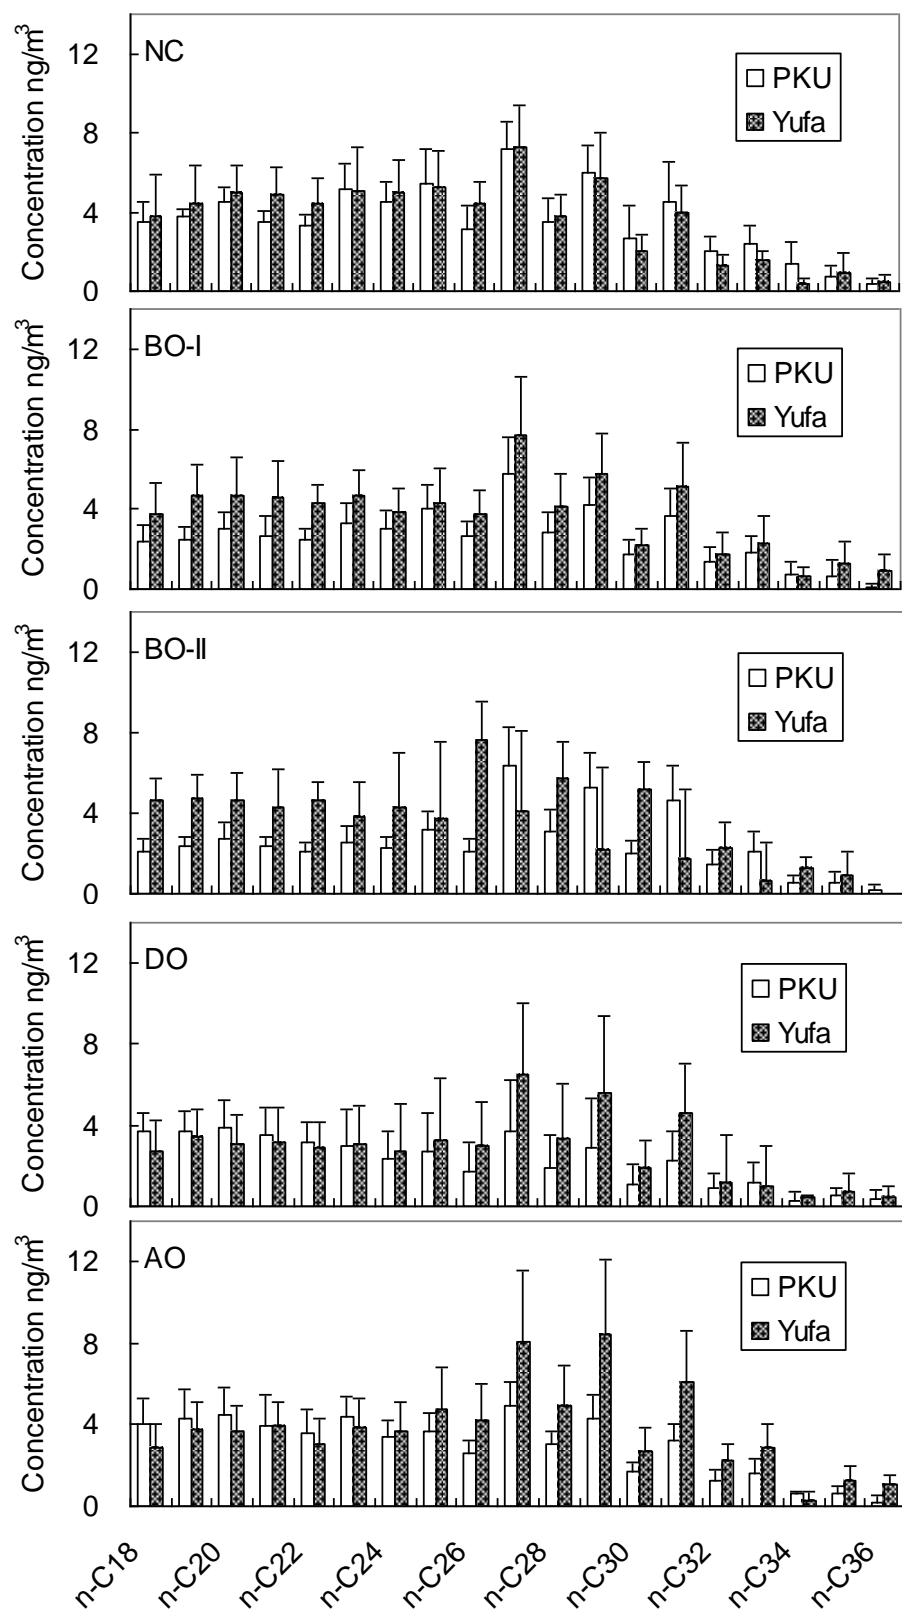 Concentration ng/m³
12
8
4
0
NC
PKU
Yufa
Concentration ng/m³
12
8
4
0
BO-I
PKU
Yufa
Concentration ng/m³
12
8
4
0
BO-II
PKU
Yufa
Concentration ng/m³
12
8
4
0
DO
PKU
Yufa
Concentration ng/m³
12
8
4
0
AO
PKU
Yufa
n-C18
n-C20
n-C22
n-C24
n-C26
n-C28
n-C30
n-C32
n-C34
n-C36